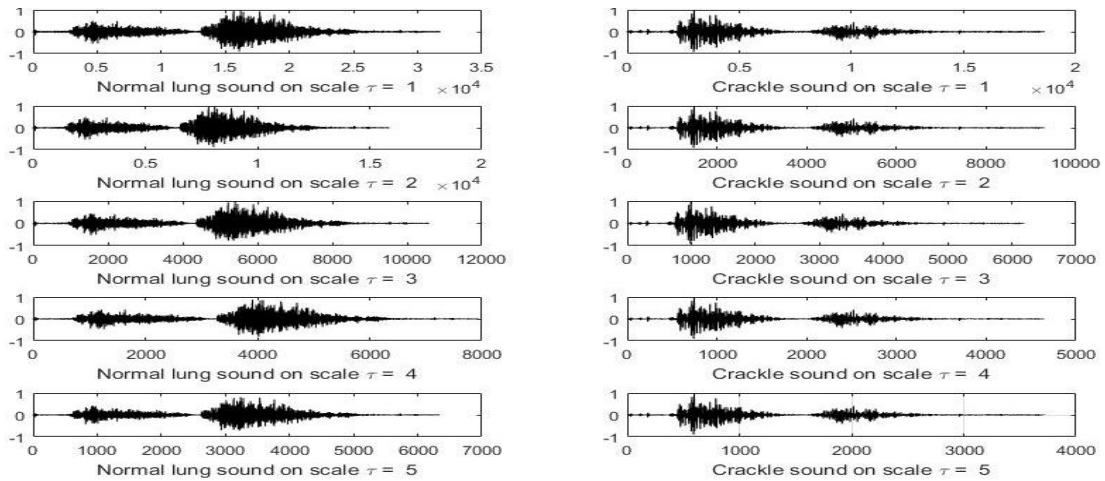 1
0
-1
0 0.5 1 1.5 2 2.5 3 3.5
Normal lung sound on scale τ = 1 × 10⁴
1
0
-1
0 0.5 1 1.5 2
Normal lung sound on scale τ = 2 × 10⁴
1
0
-1
0 2000 4000 6000 8000 10000 12000
Normal lung sound on scale τ = 3
1
0
-1
0 2000 4000 6000 8000
Normal lung sound on scale τ = 4
1
0
-1
0 1000 2000 3000 4000 5000 6000 7000
Normal lung sound on scale τ = 5
1
0
-1
0 0.5 1 1.5 2
Crackle sound on scale τ = 1 × 10⁴
1
0
-1
0 2000 4000 6000 8000 10000
Crackle sound on scale τ = 2
1
0
-1
0 1000 2000 3000 4000 5000 6000 7000
Crackle sound on scale τ = 3
1
0
-1
0 1000 2000 3000 4000 5000
Crackle sound on scale τ = 4
1
0
-1
0 1000 2000 3000 4000
Crackle sound on scale τ = 5